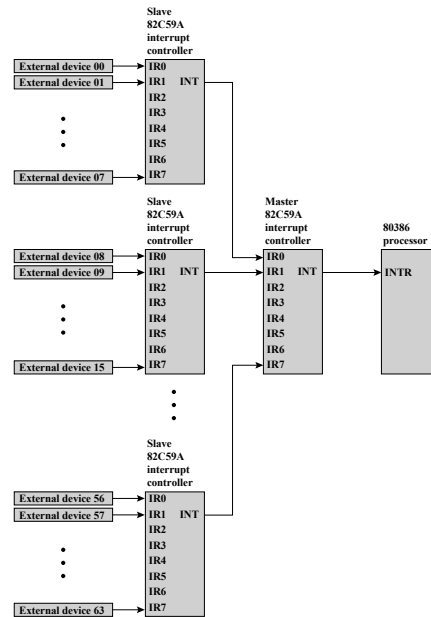 Slave
82C59A
interrupt
controller
External device 00
External device 01
External device 07
IR0
IR1 INT
IR2
IR3
IR4
IR5
IR6
IR7
Slave
82C59A
interrupt
controller
External device 08
External device 09
External device 15
IR0
IR1 INT
IR2
IR3
IR4
IR5
IR6
IR7
Master
82C59A
interrupt
controller
IR0
IR1 INT
IR2
IR3
IR4
IR5
IR6
IR7
80386
processor
INTR
Slave
82C59A
interrupt
controller
External device 56
External device 57
External device 63
IR0
IR1 INT
IR2
IR3
IR4
IR5
IR6
IR7